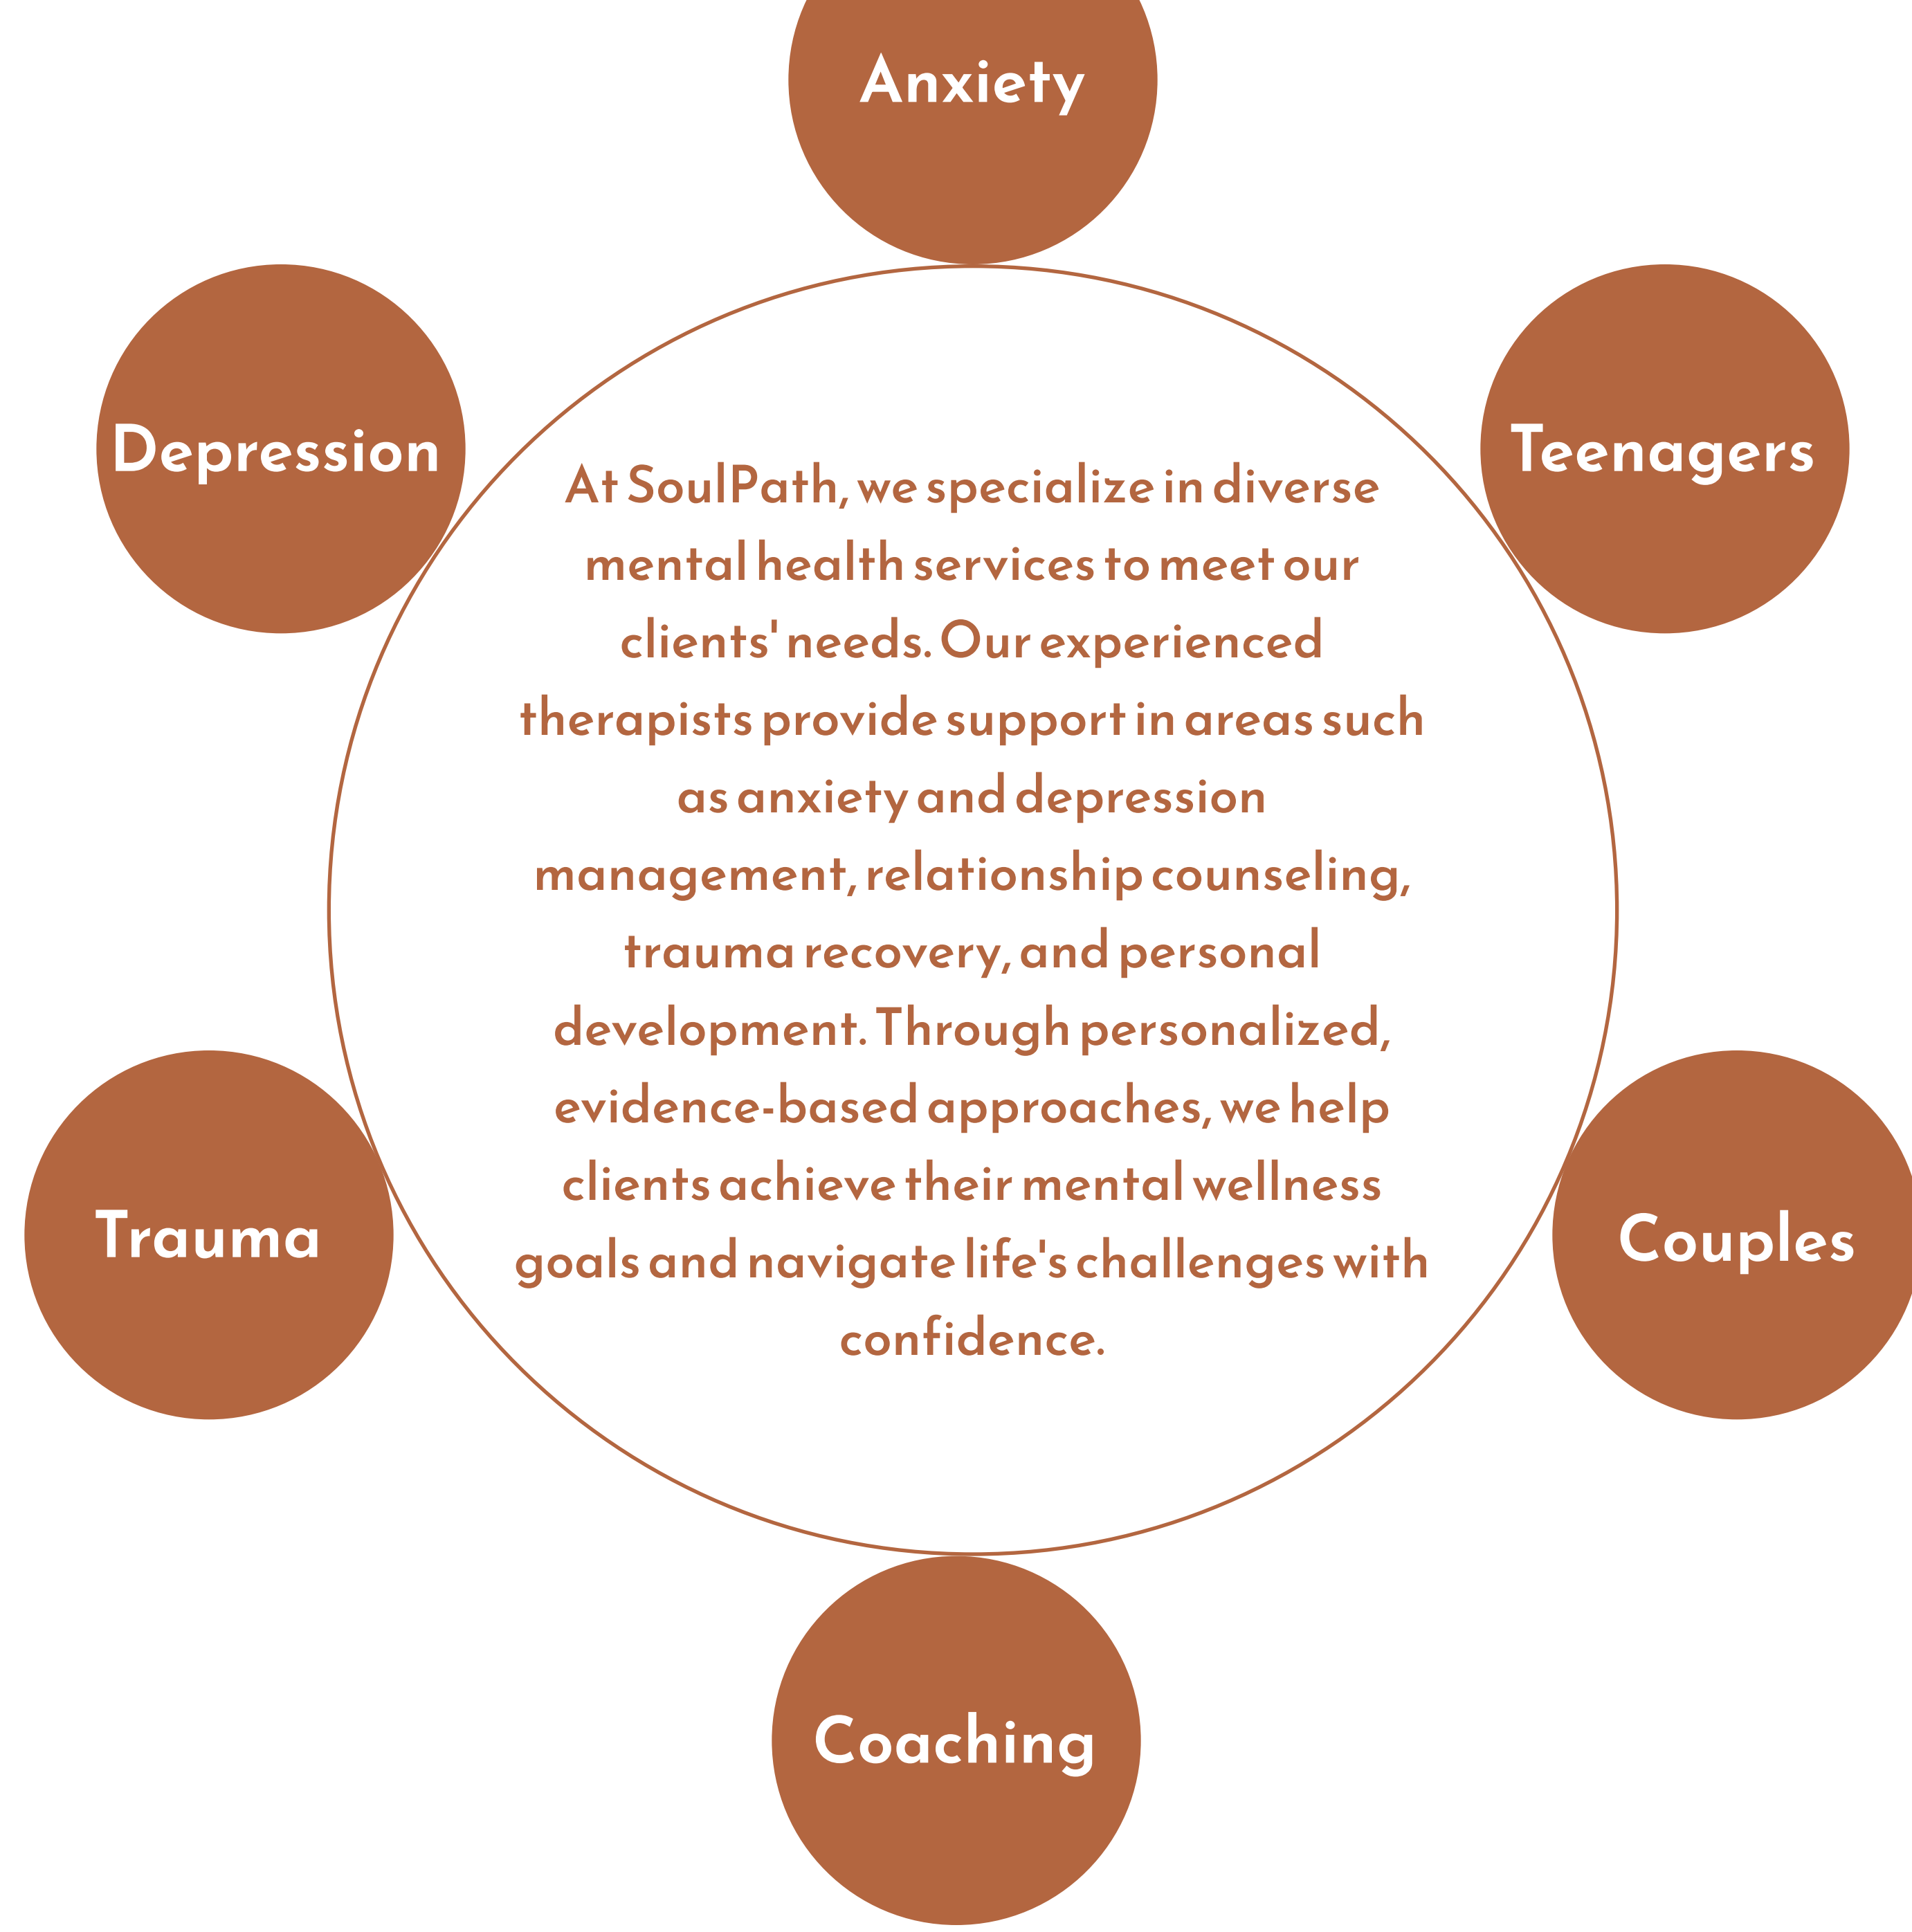 Anxiety
Depression
Teenagers
At SoulPath, we specialize in diverse
mental health services to meet our
clients' needs. Our experienced
therapists provide support in areas such
as anxiety and depression
management, relationship counseling,
trauma recovery, and personal
development. Through personalized,
evidence-based approaches, we help
clients achieve their mental wellness
goals and navigate life's challenges with
confidence.
Trauma
Couples
Coaching